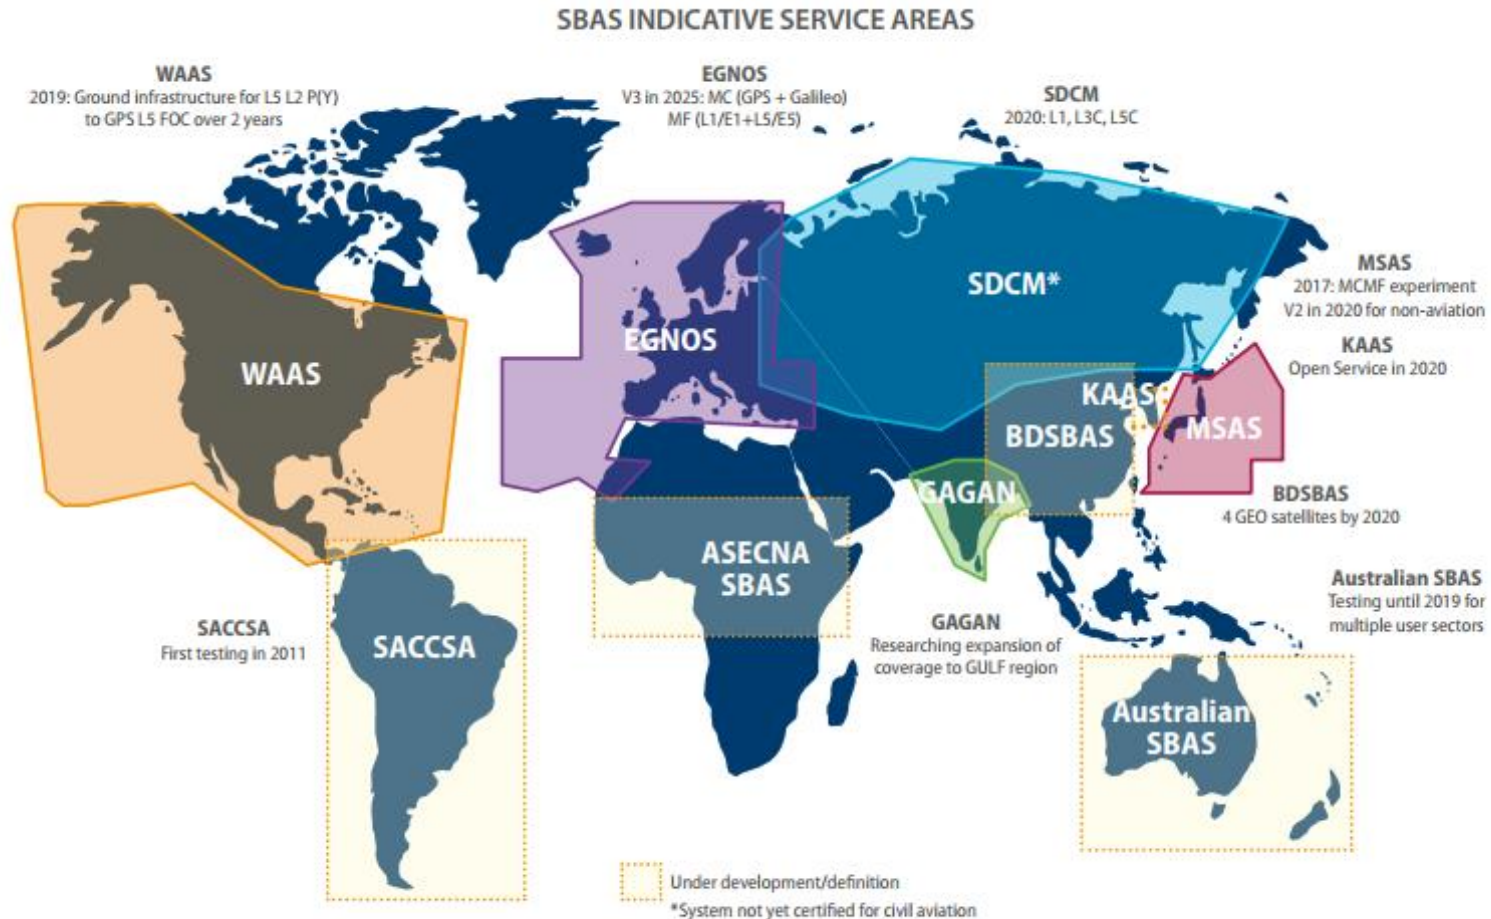 SBAS INDICATIVE SERVICE AREAS
WAAS
2019: Ground infrastructure for L5 L2 P(Y)
to GPS L5 FOC over 2 years
EGNOS
V3 in 2025: MC (GPS + Galileo)
MF (L1/E1+L5/E5)
SDCM
2020: L1, L3C, L5C
MSAS
2017: MCMF experiment
V2 in 2020 for non-aviation
KAAS
Open Service in 2020
SDCM*
EGNOS
WAAS
KAAS
BDSBAS
MSAS
GAGAN
BDSBAS
4 GEO satellites by 2020
ASECNA
SBAS
Australian SBAS
Testing until 2019 for
multiple user sectors
SACCSA
First testing in 2011
SACCSA
GAGAN
Researching expansion of
coverage to GULF region
Australian
SBAS
Under development/definition
*System not yet certified for civil aviation